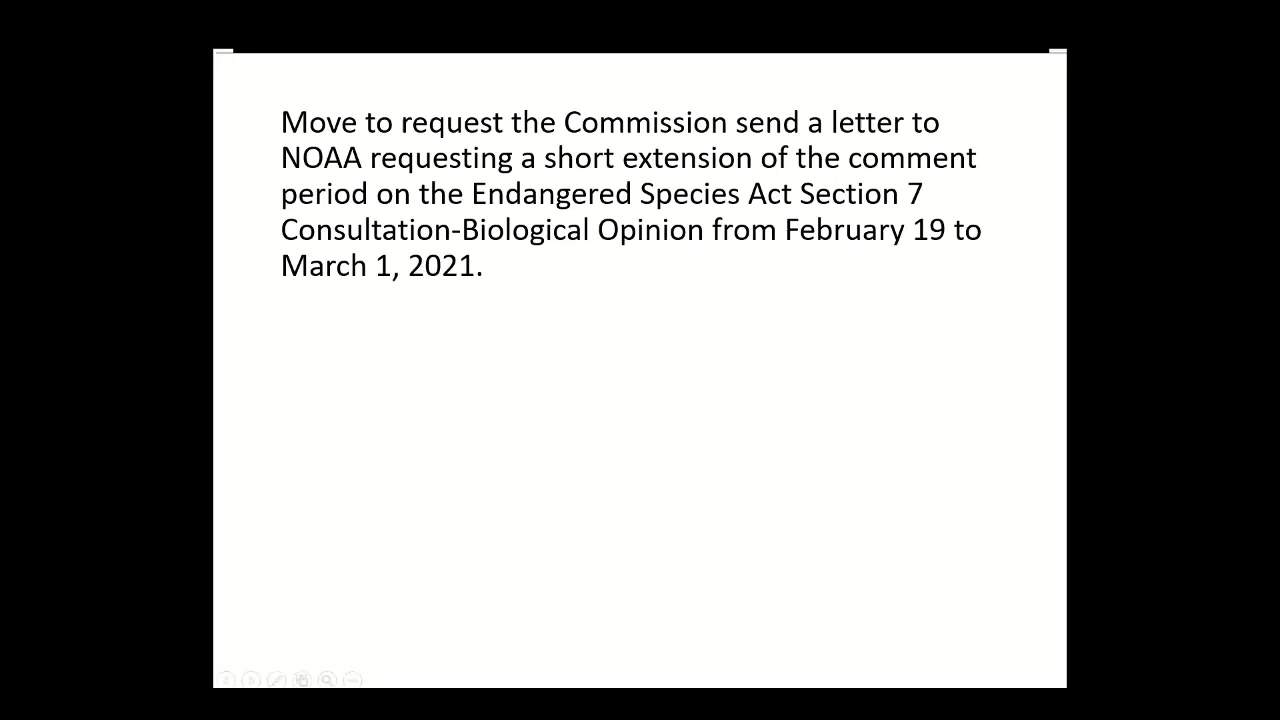 Move to request the Commission send a letter to
NOAA requesting a short extension of the comment
period on the Endangered Species Act Section 7
Consultation-Biological Opinion from February 19 to
March 1, 2021.